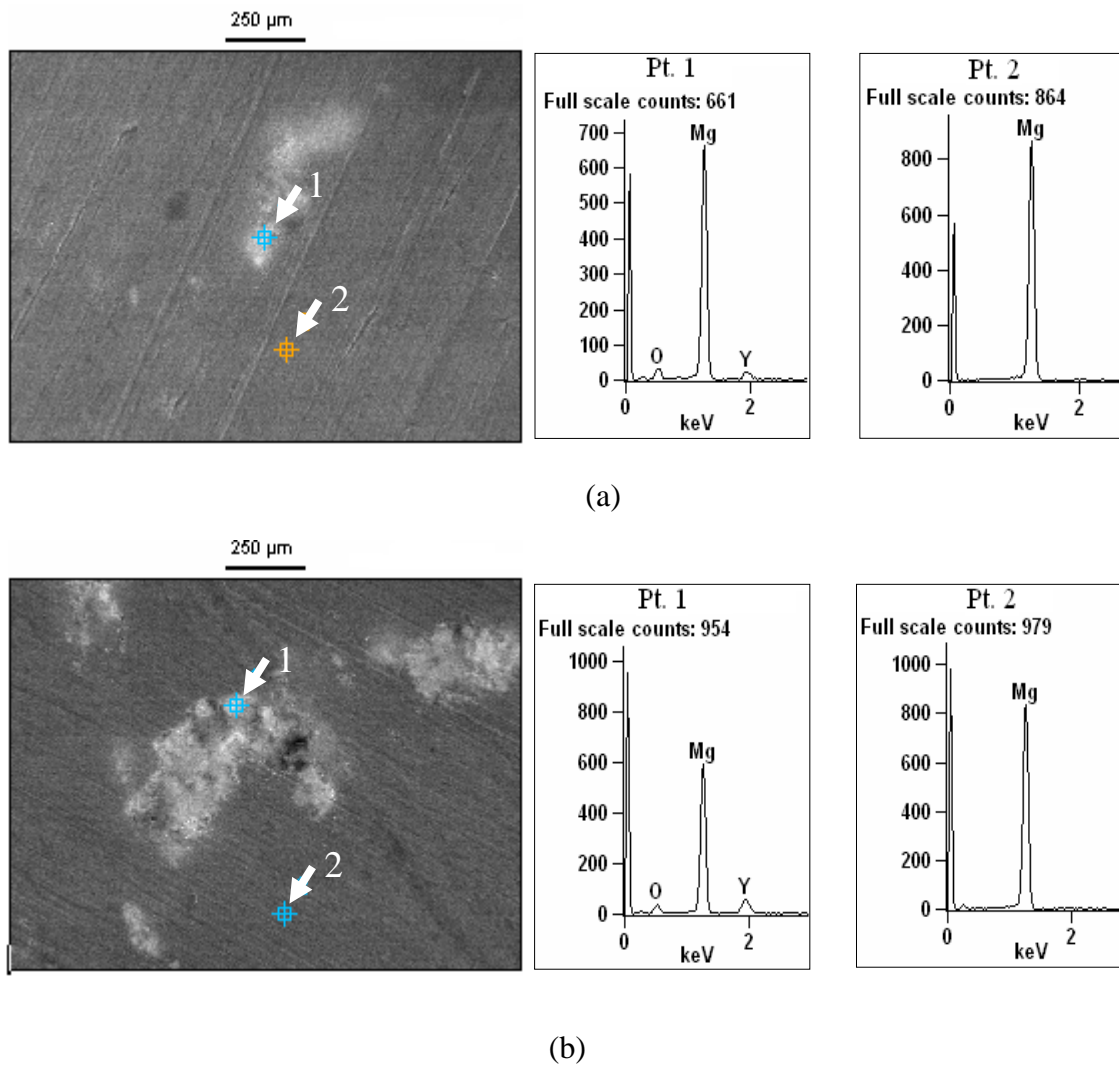 250 µm
1
2
Pt. 1
Full scale counts: 661
700
600
500
400
300
200
100
0
Mg
O
Y
0
2
keV
Pt. 2
Full scale counts: 864
800
600
400
200
0
Mg
0
2
keV
(a)
250 µm
1
2
Pt. 1
Full scale counts: 954
1000
800
600
400
200
0
Mg
O
Y
0
2
keV
Pt. 2
Full scale counts: 979
1000
800
600
400
200
0
Mg
0
2
keV
(b)